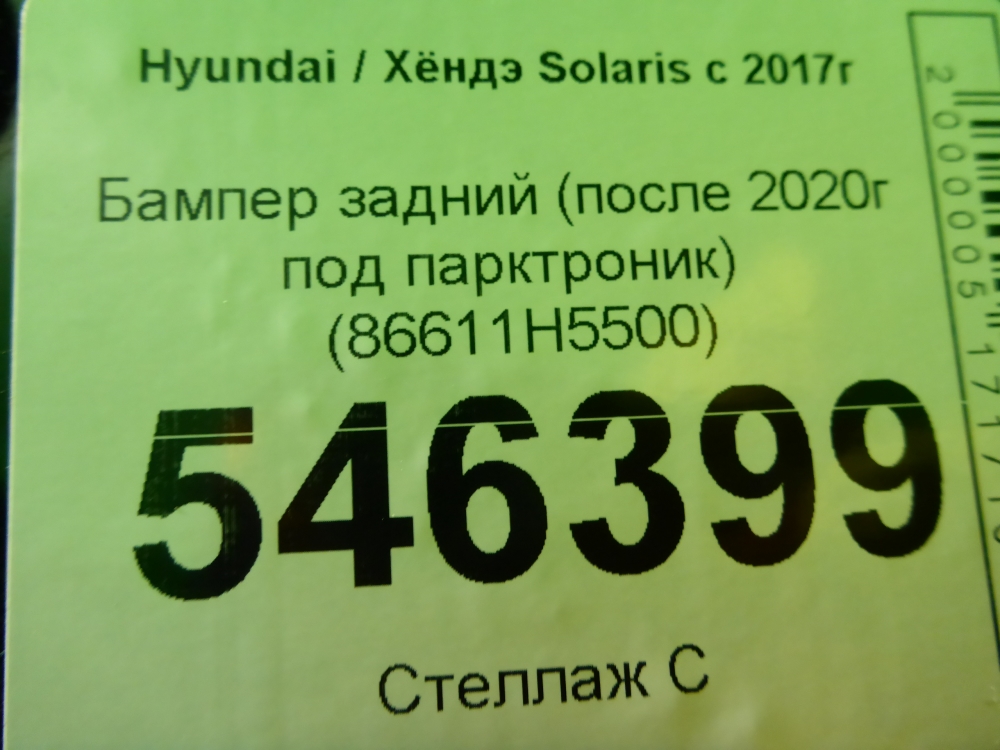 Hyundai / Хёндэ Solaris с 2017г
Бампер задний (после 2020г
под парктроник)
(86611H5500)
546399
Стеллаж С